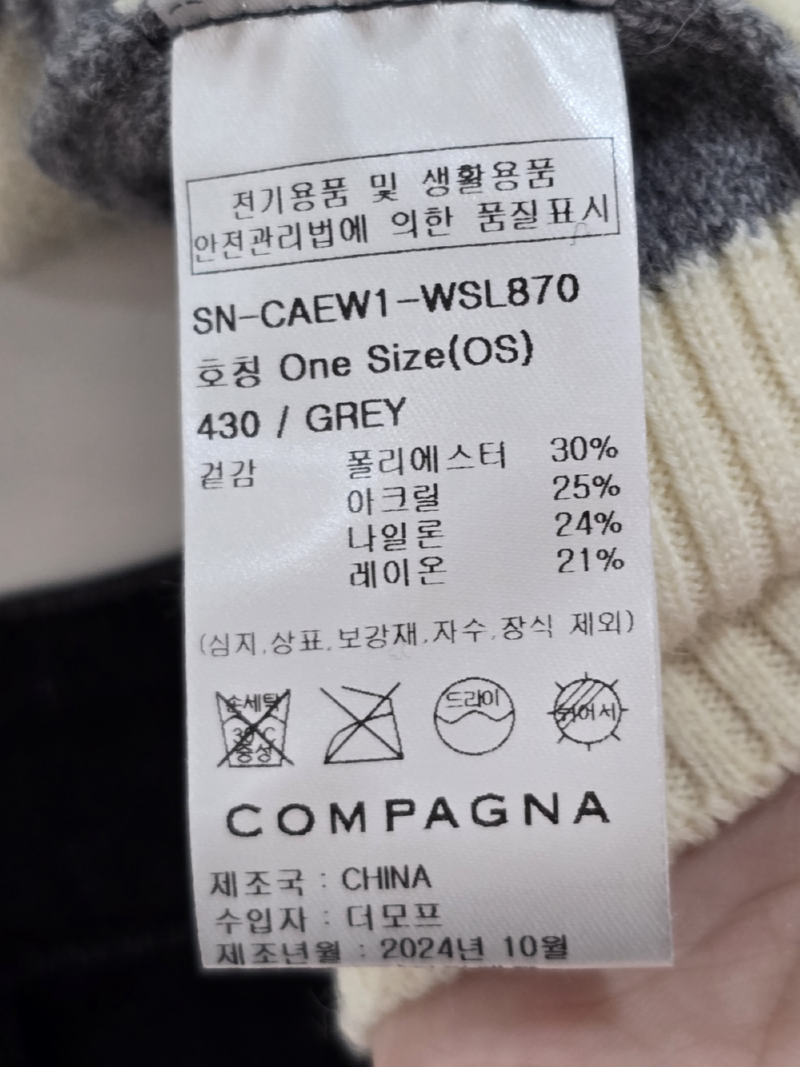 전기용품 및 생활용품
안전관리법에 의한 품질표시
SN-CAEW1-WSL870
호칭 One Size(OS)
430 / GREY
겉감 폴리에스터 30%
아크릴 25%
나일론 24%
레이온 21%
(심지,상표,보강재,자수,장식 제외)
손세탁
30°C
중성
드라이
뉘어서
COMPAGNA
제조국 : CHINA
수입자 : 더모프
제조년월 : 2024년 10월